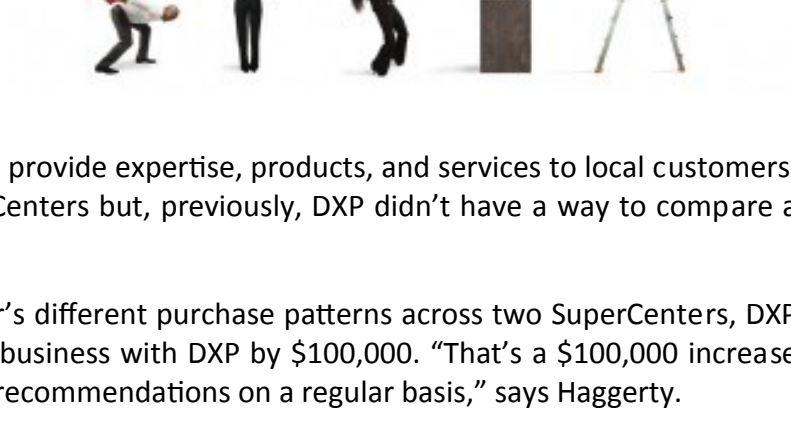 provide expertise, products, and services to local customers
Centers but, previously, DXP didn’t have a way to compare a
r’s different purchase patterns across two SuperCenters, DXP
business with DXP by $100,000. “That’s a $100,000 increase
recommendations on a regular basis,” says Haggerty.